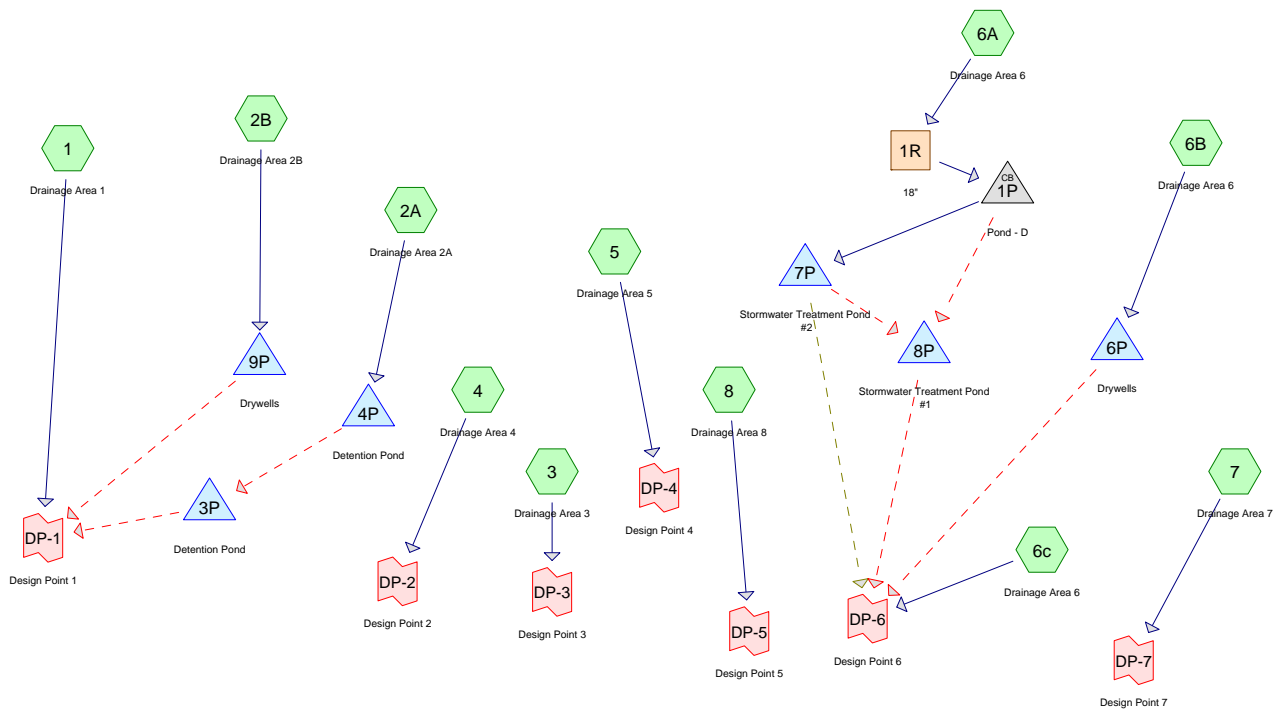 6A
Drainage Area 6
1R
18"
CB
1P
Pond - D
6B
Drainage Area 6
1
Drainage Area 1
2B
Drainage Area 2B
2A
Drainage Area 2A
5
Drainage Area 5
7P
Stormwater Treatment Pond
#2
8P
Stormwater Treatment Pond
#1
6P
Drywells
9P
Drywells
4P
Detention Pond
4
Drainage Area 4
8
Drainage Area 8
3
Drainage Area 3
DP-4
Design Point 4
7
Drainage Area 7
3P
Detention Pond
DP-1
Design Point 1
DP-2
Design Point 2
DP-3
Design Point 3
6c
Drainage Area 6
DP-5
Design Point 5
DP-6
Design Point 6
DP-7
Design Point 7